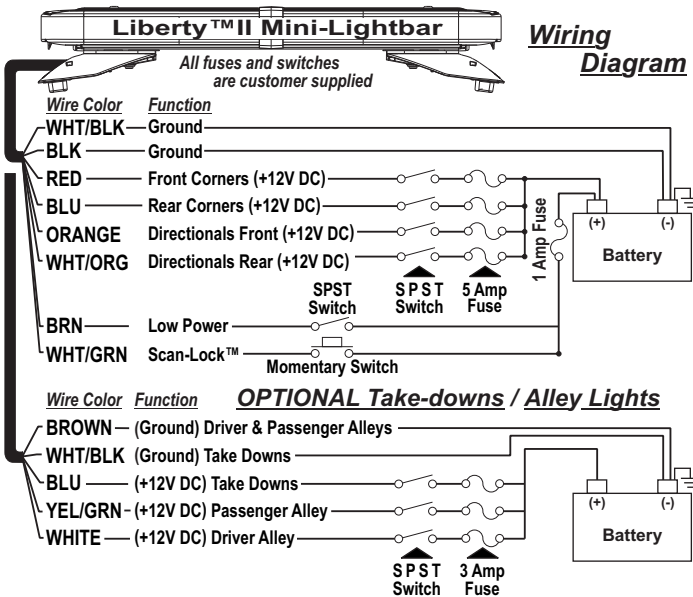 Liberty™II Mini-Lightbar
Wiring
Diagram
All fuses and switches
are customer supplied
Wire Color Function
WHT/BLK Ground
BLK Ground
RED Front Corners (+12V DC)
BLU Rear Corners (+12V DC)
ORANGE Directionals Front (+12V DC)
WHT/ORG Directionals Rear (+12V DC)
1 Amp Fuse
(+) (-)
Battery
SPST
Switch
S P S T
Switch
5 Amp
Fuse
BRN Low Power
WHT/GRN Scan-Lock™
Momentary Switch
Wire Color Function OPTIONAL Take-downs / Alley Lights
BROWN (Ground) Driver & Passenger Alleys
WHT/BLK (Ground) Take Downs
BLU (+12V DC) Take Downs
YEL/GRN (+12V DC) Passenger Alley
WHITE (+12V DC) Driver Alley
(+) (-)
Battery
S P S T
Switch
3 Amp
Fuse